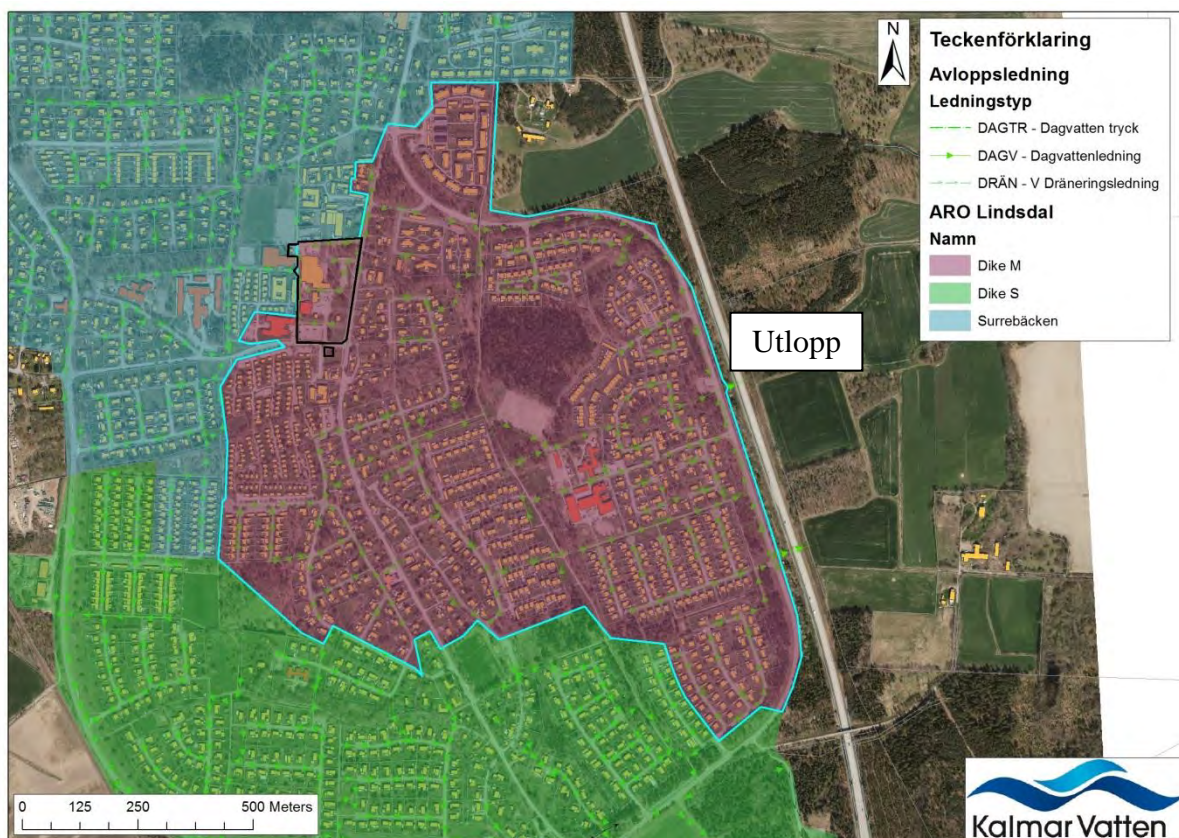 N
Teckenförklaring
Avloppsledning
Ledningstyp
DAGTR - Dagvatten tryck
DAGV - Dagvattenledning
DRÄN - V Dräneringsledning
ARO Lindsdal
Namn
Dike M
Dike S
Surrebäcken
Utlopp
0 125 250 500 Meters
Kalmar Vatten